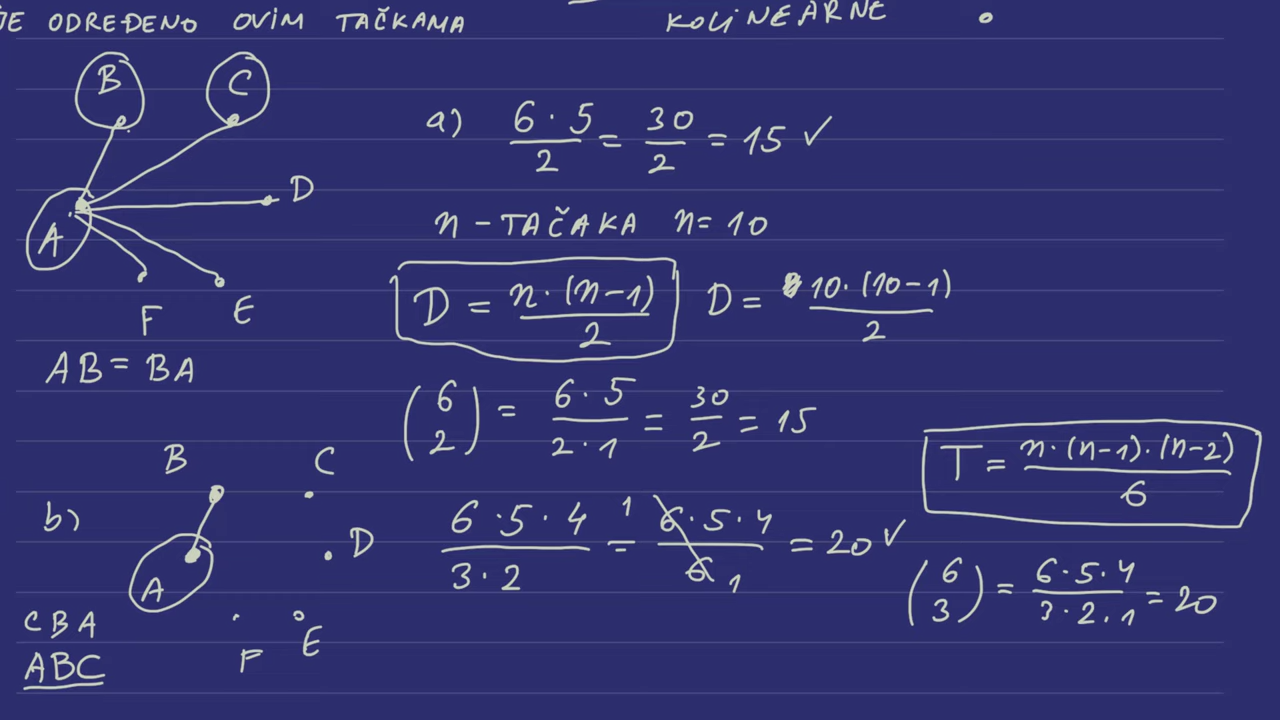 JE ODREĐENO OVIM TAČKAMA KOLINEARNE
B C
a) 6 · 5 / 2 = 30 / 2 = 15 ✓
D
A
n - TAČAKA n = 10
D = n · (n-1) / 2 D = 10 · (10-1) / 2
F E
AB = BA
(6 2) = 6 · 5 / 2 · 1 = 30 / 2 = 15
T = n · (n-1) · (n-2) / 6
B C
b) 6 · 5 · 4 / 3 · 2 = 1 6 · 5 · 4 / 6 1 = 20 ✓
D
A
(6 3) = 6 · 5 · 4 / 3 · 2 · 1 = 20
CBA
F E
ABC